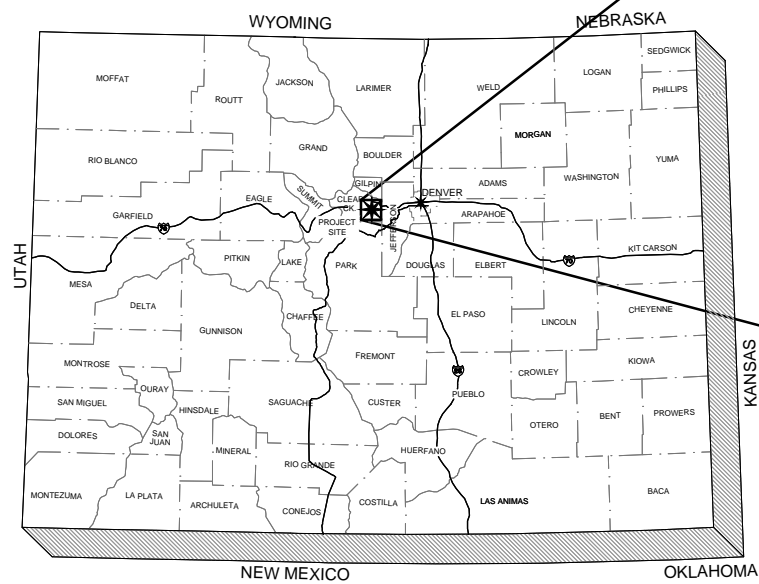 WYOMING
NEBRASKA
SEDGWICK
MOFFAT
JACKSON
LARIMER
WELD
LOGAN
PHILLIPS
ROUTT
MORGAN
GRAND
BOULDER
RIO BLANCO
YUMA
WASHINGTON
GILPIN
ADAMS
EAGLE
SUMMIT
CLEAR
CK.
DENVER
GARFIELD
ARAPAHOE
JEFFERSON
PROJECT
SITE
70
KIT CARSON
UTAH
PITKIN
LAKE
PARK
DOUGLAS
ELBERT
70
MESA
DELTA
CHAFFEE
EL PASO
LINCOLN
CHEYENNE
GUNNISON
MONTROSE
FREMONT
KIOWA
CROWLEY
KANSAS
OURAY
SAN MIGUEL
HINSDALE
SAGUACHE
CUSTER
PUEBLO
BENT
PROWERS
OTERO
DOLORES
SAN
JUAN
MINERAL
HUERFANO
RIO GRANDE
MONTEZUMA
LA PLATA
ARCHULETA
CONEJOS
COSTILLA
LAS ANIMAS
BACA
NEW MEXICO
OKLAHOMA